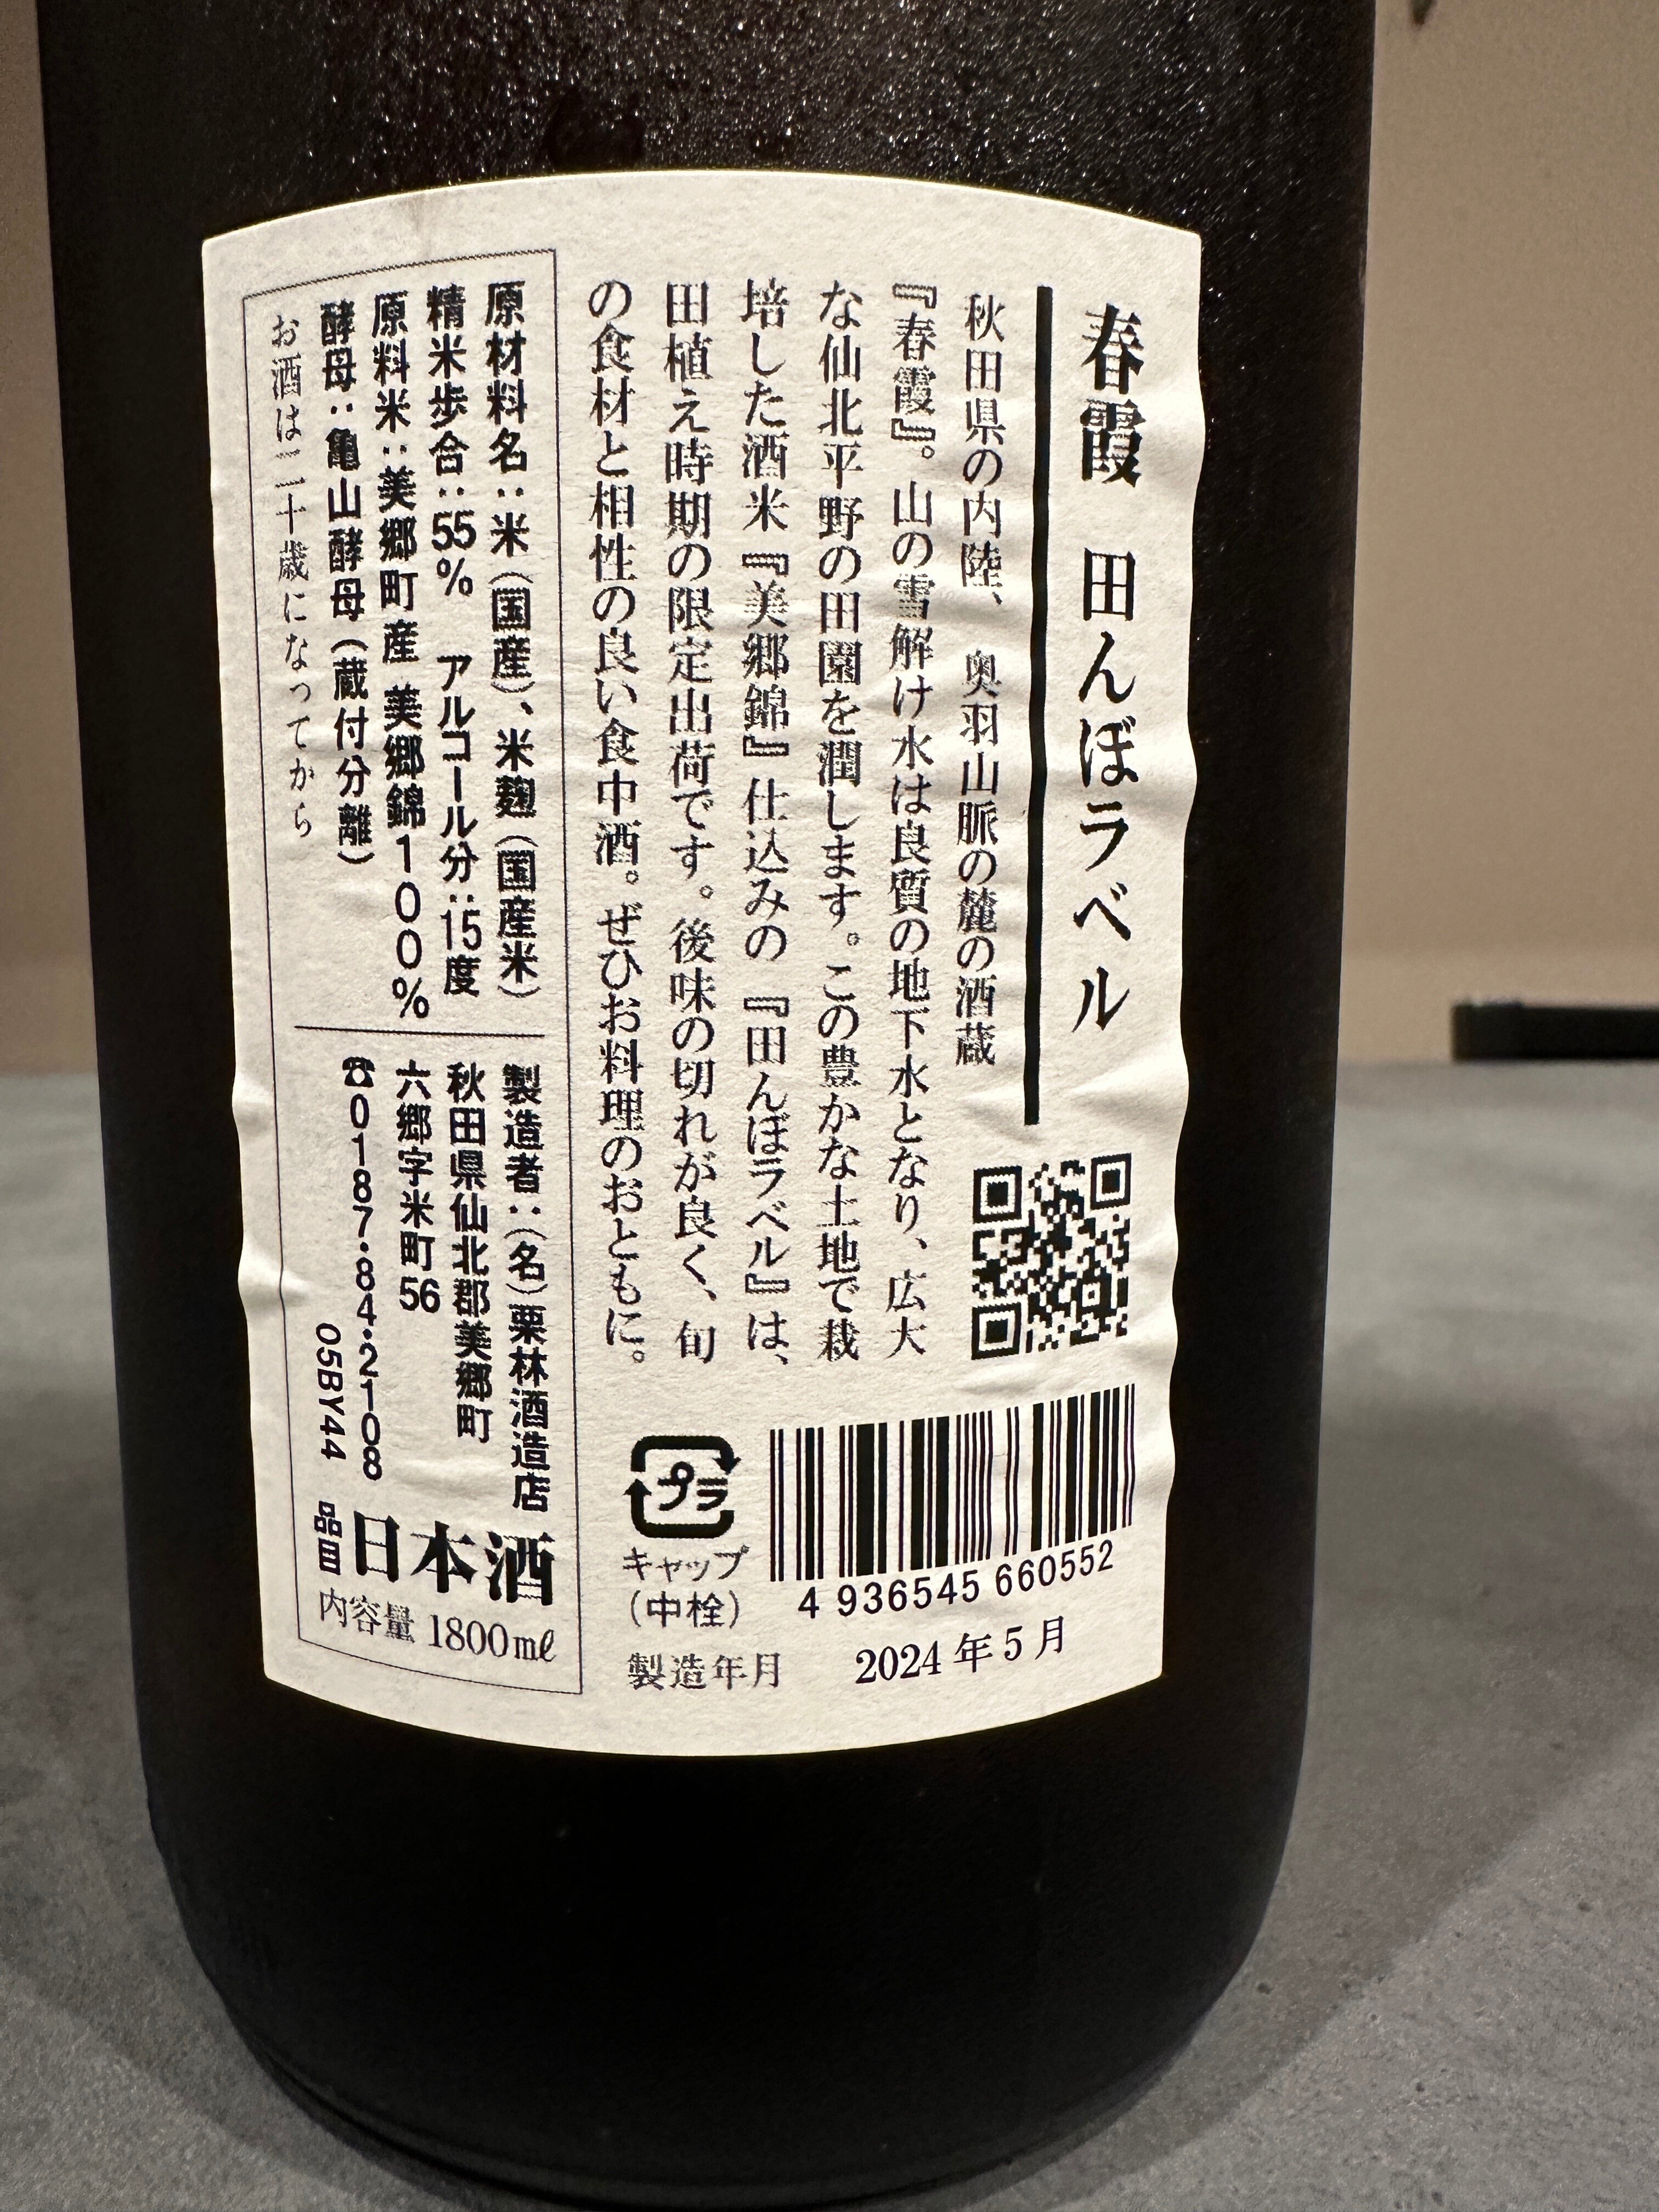 春霞 田んぼラベル
秋田県の内陸、奥羽山脈の麓の酒蔵
『春霞』。山の雪解け水は良質の地下水となり、広大
な仙北平野の田園を潤します。この豊かな土地で栽
培した酒米『美郷錦』仕込みの『田んぼラベル』は、
田植え時期の限定出荷です。後味の切れが良く、旬
の食材と相性の良い食中酒。ぜひお料理のおともに。
4 936545 660552
プラ
キャップ
(中栓)
製造年月 2024年5月
原材料名:米(国産)、米麹(国産米)
精米歩合:55% アルコール分:15度
原料米:美郷町産 美郷錦100%
酵母:亀山酵母(蔵付分離)
お酒は二十歳になってから
製造者:(名)栗林酒造店
秋田県仙北郡美郷町
六郷字米町56
☎0187・84・2108
05BY44
品目 日本酒
内容量 1800mℓ